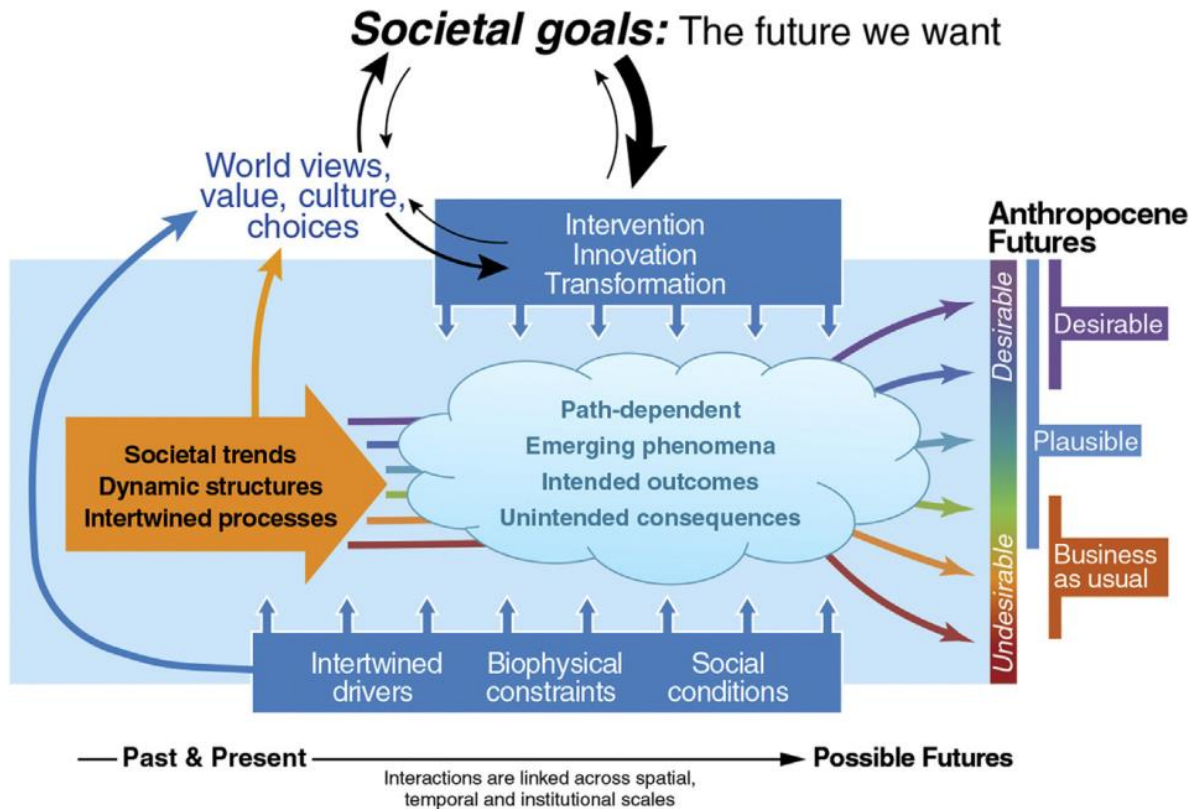 Societal goals: The future we want
World views,
value, culture,
choices
Intervention
Innovation
Transformation
Anthropocene
Futures
Desirable
Undesirable
Desirable
Plausible
Business
as usual
Societal trends
Dynamic structures
Intertwined processes
Path-dependent
Emerging phenomena
Intended outcomes
Unintended consequences
Intertwined
drivers
Biophysical
constraints
Social
conditions
Past & Present
Possible Futures
Interactions are linked across spatial,
temporal and institutional scales